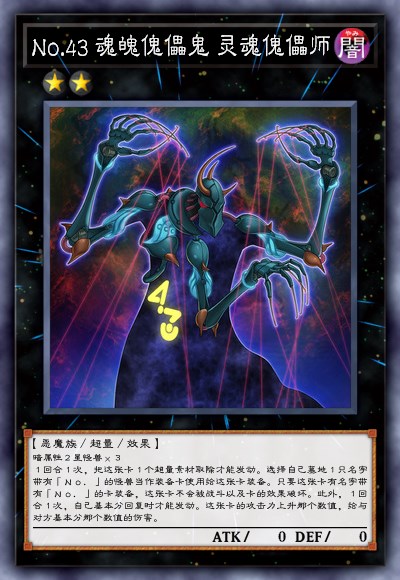 No.43 魂魄傀儡鬼 灵魂傀儡师
やみ
闇
43
【恶魔族／超量／效果】
暗属性２星怪兽×３
１回合１次，把这张卡１个超量素材取除才能发动。选择自己墓地１只名字
带有「Ｎｏ．」的怪兽当作装备卡使用给这张卡装备。只要这张卡有名字带
有「Ｎｏ．」的卡装备，这张卡不会被战斗以及卡的效果破坏。此外，１回
合１次，自己基本分回复时才能发动。这张卡的攻击力上升那个数值，给与
对方基本分那个数值的伤害。
ATK/ 0 DEF/ 0